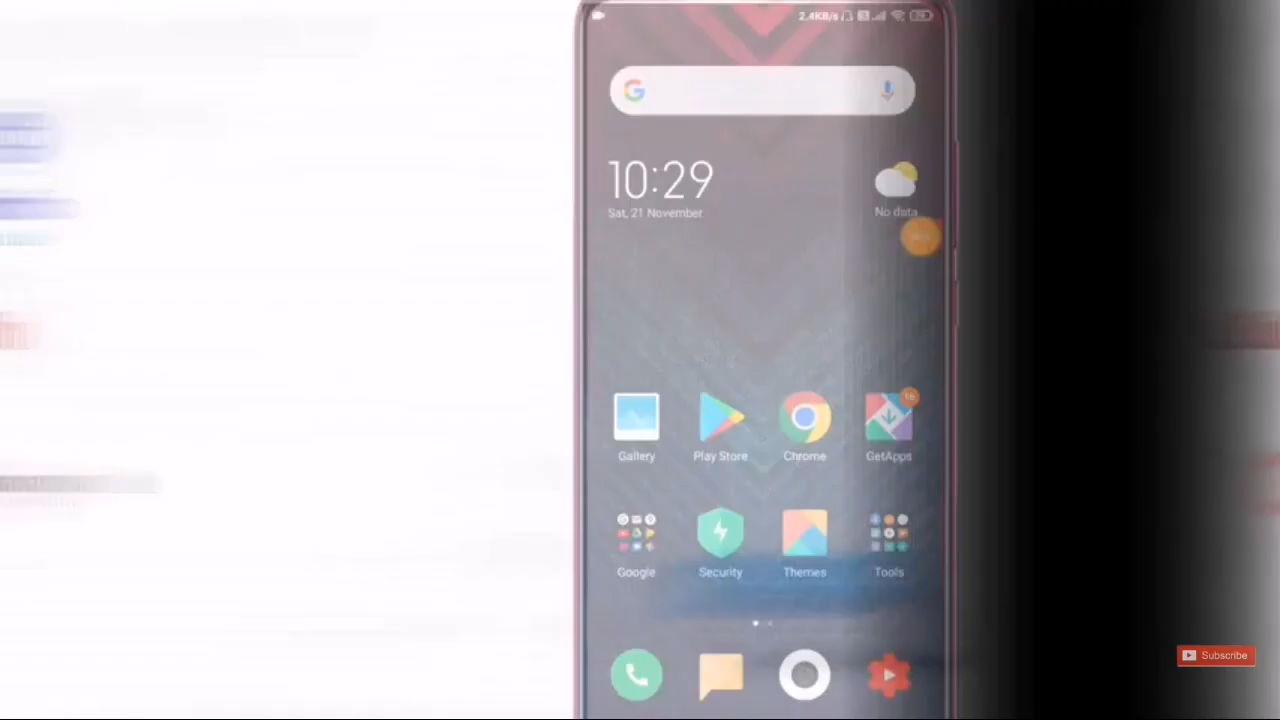 2.4KB/s
10:29
Sat, 21 November
No data
Gallery
Play Store
Chrome
GetApps
Google
Security
Themes
Tools
Subscribe